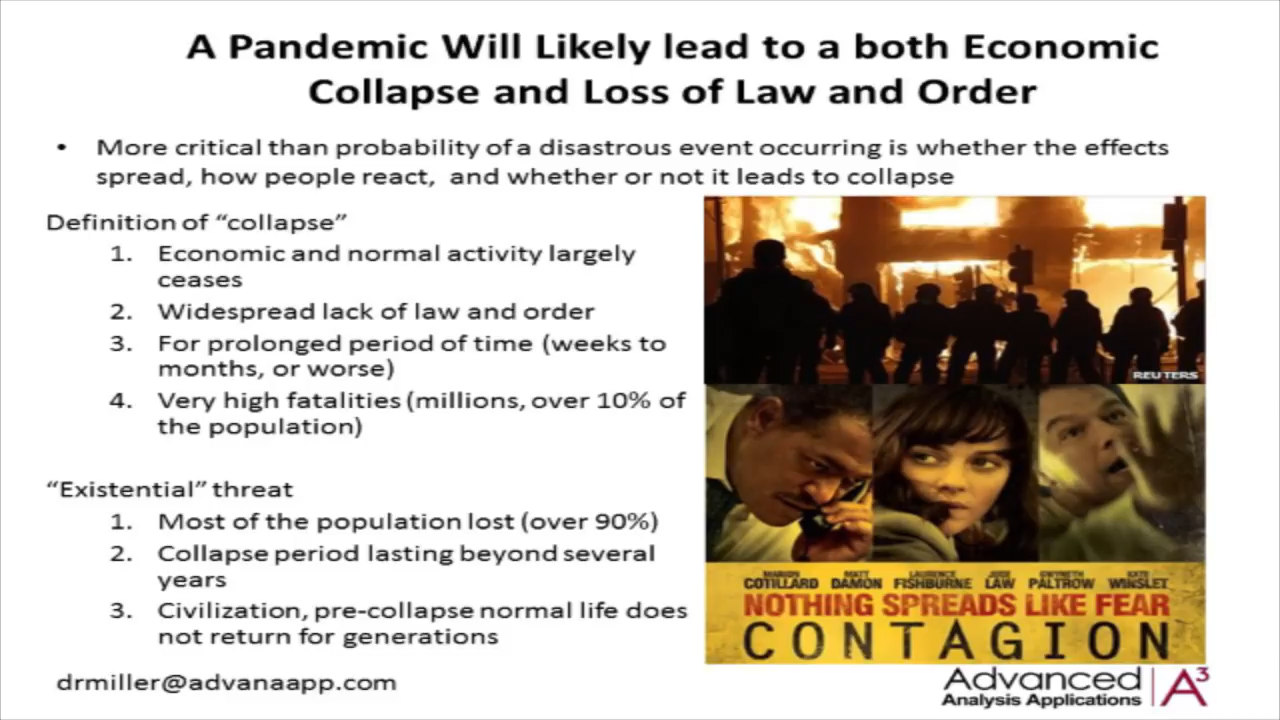 A Pandemic Will Likely lead to a both Economic
Collapse and Loss of Law and Order
• More critical than probability of a disastrous event occurring is whether the effects
spread, how people react, and whether or not it leads to collapse
Definition of “collapse”
1. Economic and normal activity largely
ceases
2. Widespread lack of law and order
3. For prolonged period of time (weeks to
months, or worse)
4. Very high fatalities (millions, over 10% of
the population)
“Existential” threat
1. Most of the population lost (over 90%)
2. Collapse period lasting beyond several
years
3. Civilization, pre-collapse normal life does
not return for generations
drmiller@advanaapp.com
REUTERS
MARION COTILLARD MATT DAMON LAURENCE FISHBURNE JUDE LAW GWYNETH PALTROW KATE WINSLET
NOTHING SPREADS LIKE FEAR
CONTAGION
Advanced
Analysis Applications
A3